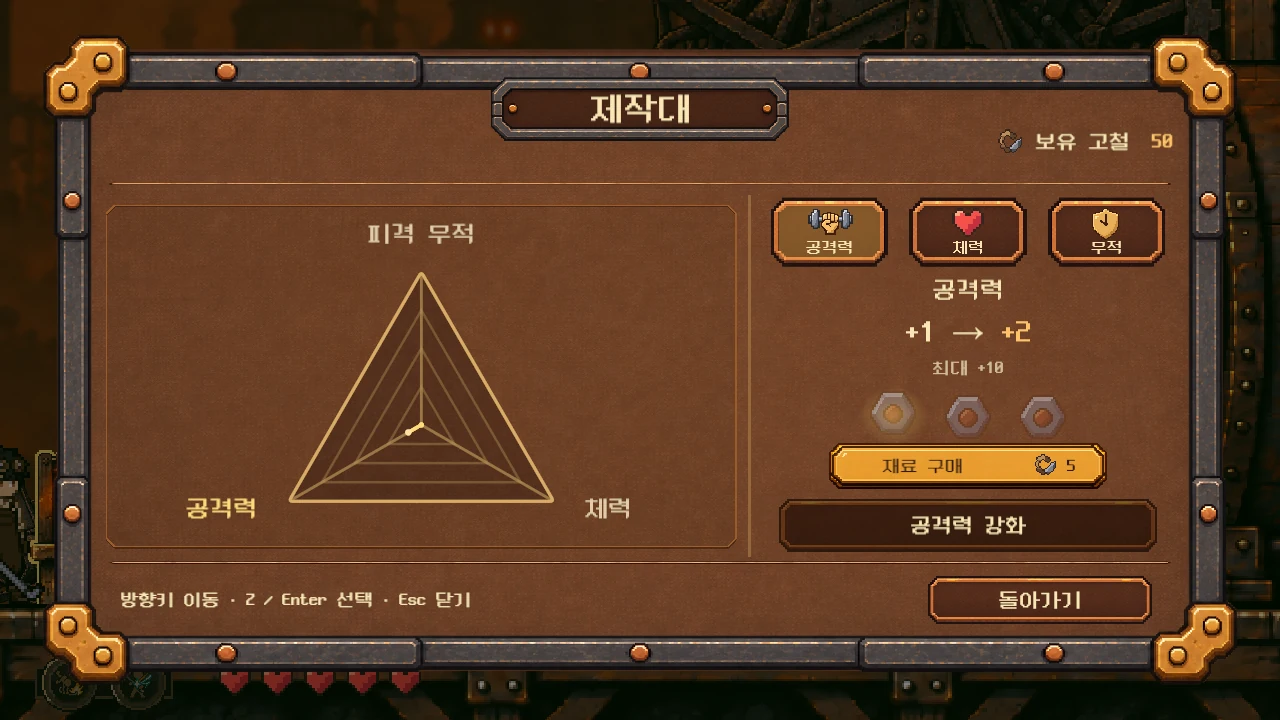 제작대
보유 고철 50
피격 무적
공격력
체력
공격력
체력
무적
공격력
+1 → +2
최대 +10
재료 구매 5
공격력 강화
방향키 이동 · Z / Enter 선택 · Esc 닫기
돌아가기